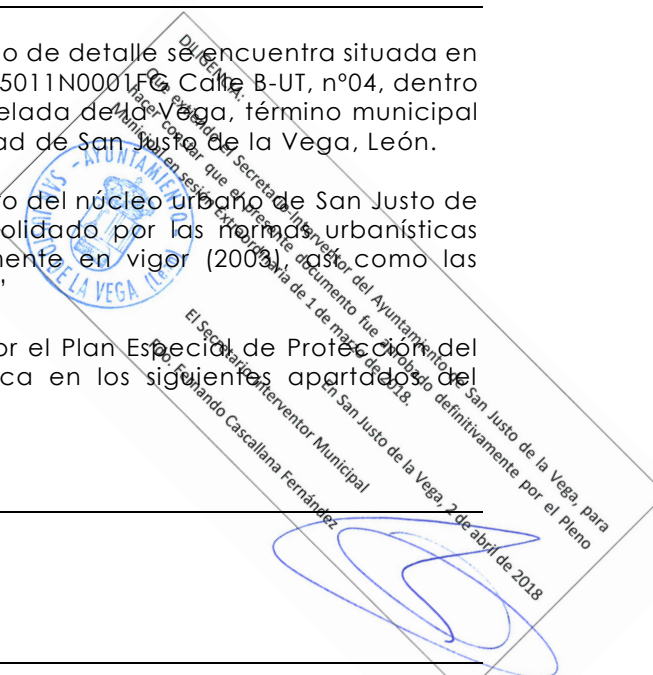 o de detalle se encuentra situada en
5011N0001FG Calle B-UT, nº04, dentro
elada de la Vega, término municipal
ad de San Justo de la Vega, León.
o del núcleo urbano de San Justo de
olidado por las normas urbanísticas
ente en vigor (2003), así como las
”
or el Plan Especial de Protección del
ca en los siguientes apartados del
DILIGENCIA:
Que extiendo el Secretario-Interventor del Ayuntamiento de San Justo de la Vega, para
hacer constar que el presente documento fue aprobado definitivamente por el Pleno
Municipal en sesión Extraordinaria de 1 de marzo de 2018.
En San Justo de la Vega, 2 de abril de 2018
El Secretario Interventor Municipal
Fdo. Fernando Cascallana Fernández
AYUNTAMIENTO
LA VEGA